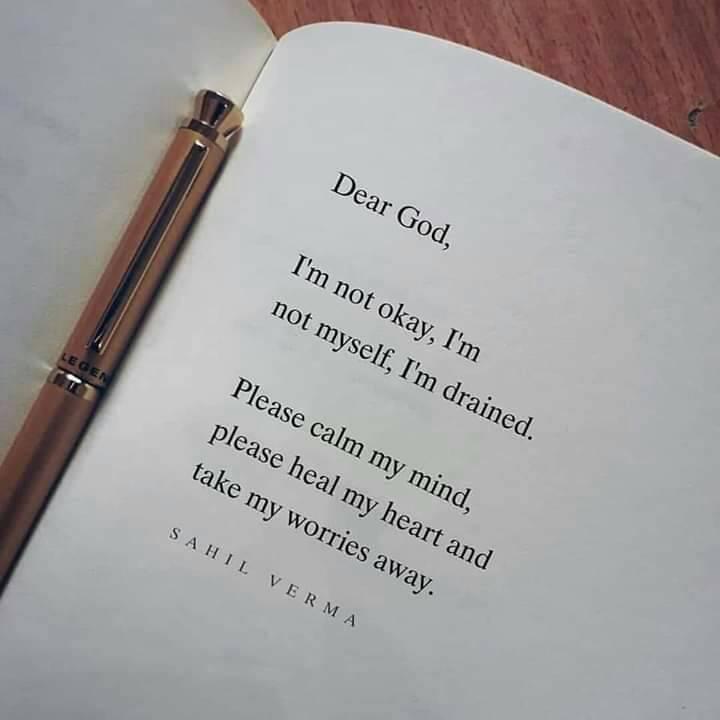 Dear God,
I'm not okay, I'm
not myself, I'm drained.
Please calm my mind,
please heal my heart and
take my worries away.
SAHIL VERMA
LEGEN